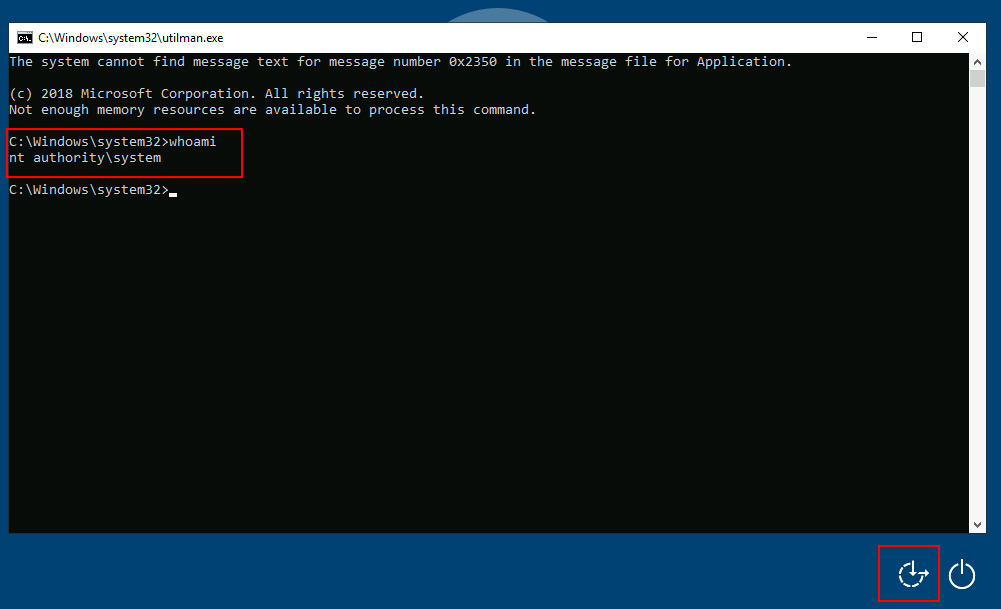 C:\Windows\system32\utilman.exe
The system cannot find message text for message number 0x2350 in the message file for Application.
(c) 2018 Microsoft Corporation. All rights reserved.
Not enough memory resources are available to process this command.
C:\Windows\system32>whoami
nt authority\system
C:\Windows\system32>